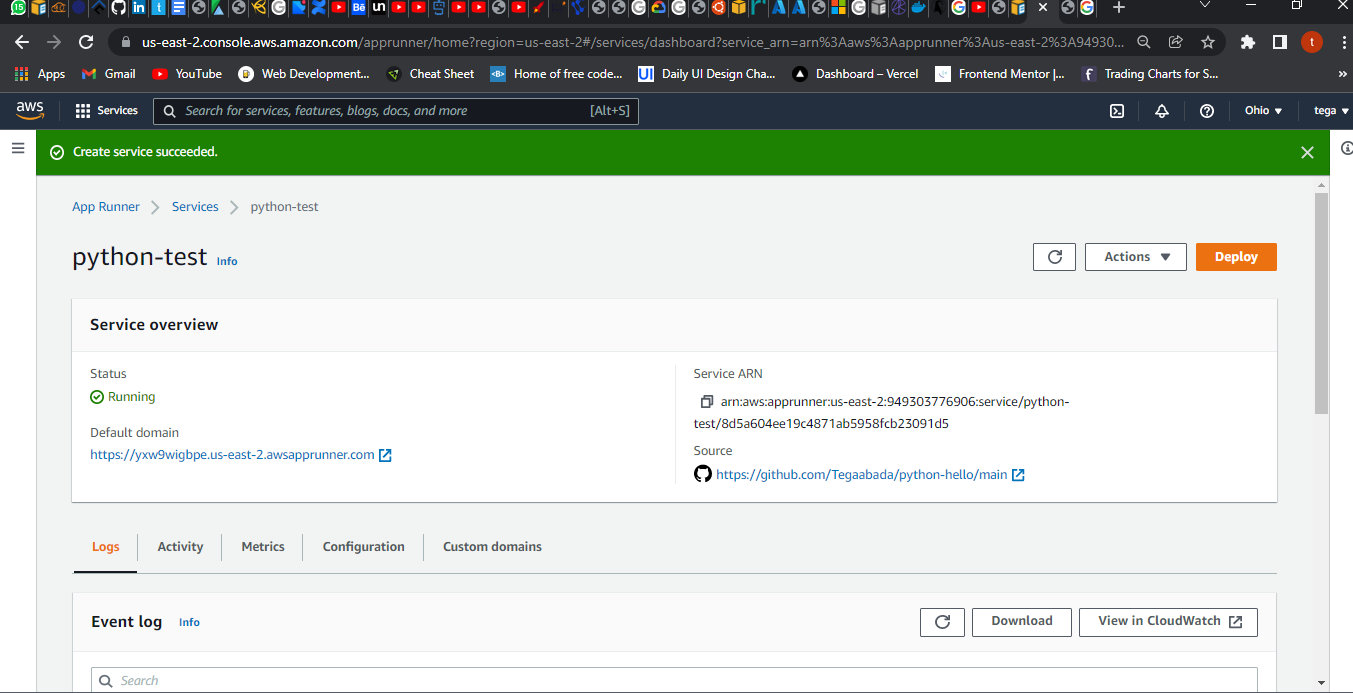 15
in
t
Bē
un
us-east-2.console.aws.amazon.com/apprunner/home?region=us-east-2#/services/dashboard?service_arn=arn%3Aaws%3Aapprunner%3Aus-east-2%3A94930...
t
Apps
Gmail
YouTube
Web Development...
Cheat Sheet
<B>
Home of free code...
UI
Daily UI Design Cha...
Dashboard – Vercel
Frontend Mentor |...
f
Trading Charts for S...
»
aws
Services
Search for services, features, blogs, docs, and more
[Alt+S]
Ohio
tega
Create service succeeded.
App Runner
Services
python-test
python-test
Info
Actions
Deploy
Service overview
Status
Running
Default domain
https://yxw9wigbpe.us-east-2.awsapprunner.com
Service ARN
arn:aws:apprunner:us-east-2:949303776906:service/python-
test/8d5a604ee19c4871ab5958fcb23091d5
Source
https://github.com/Tegaabada/python-hello/main
Logs
Activity
Metrics
Configuration
Custom domains
Event log
Info
Download
View in CloudWatch
Search